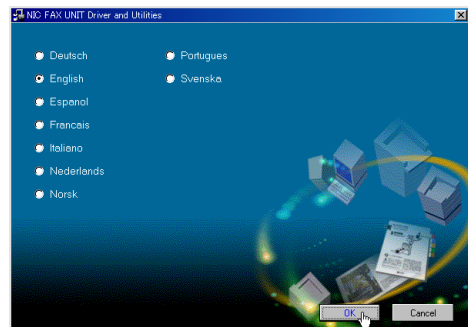 NIC FAX UNIT Driver and Utilities
Deutsch
English
Espanol
Francais
Italiano
Nederlands
Norsk
Portugues
Svenska
OK
Cancel